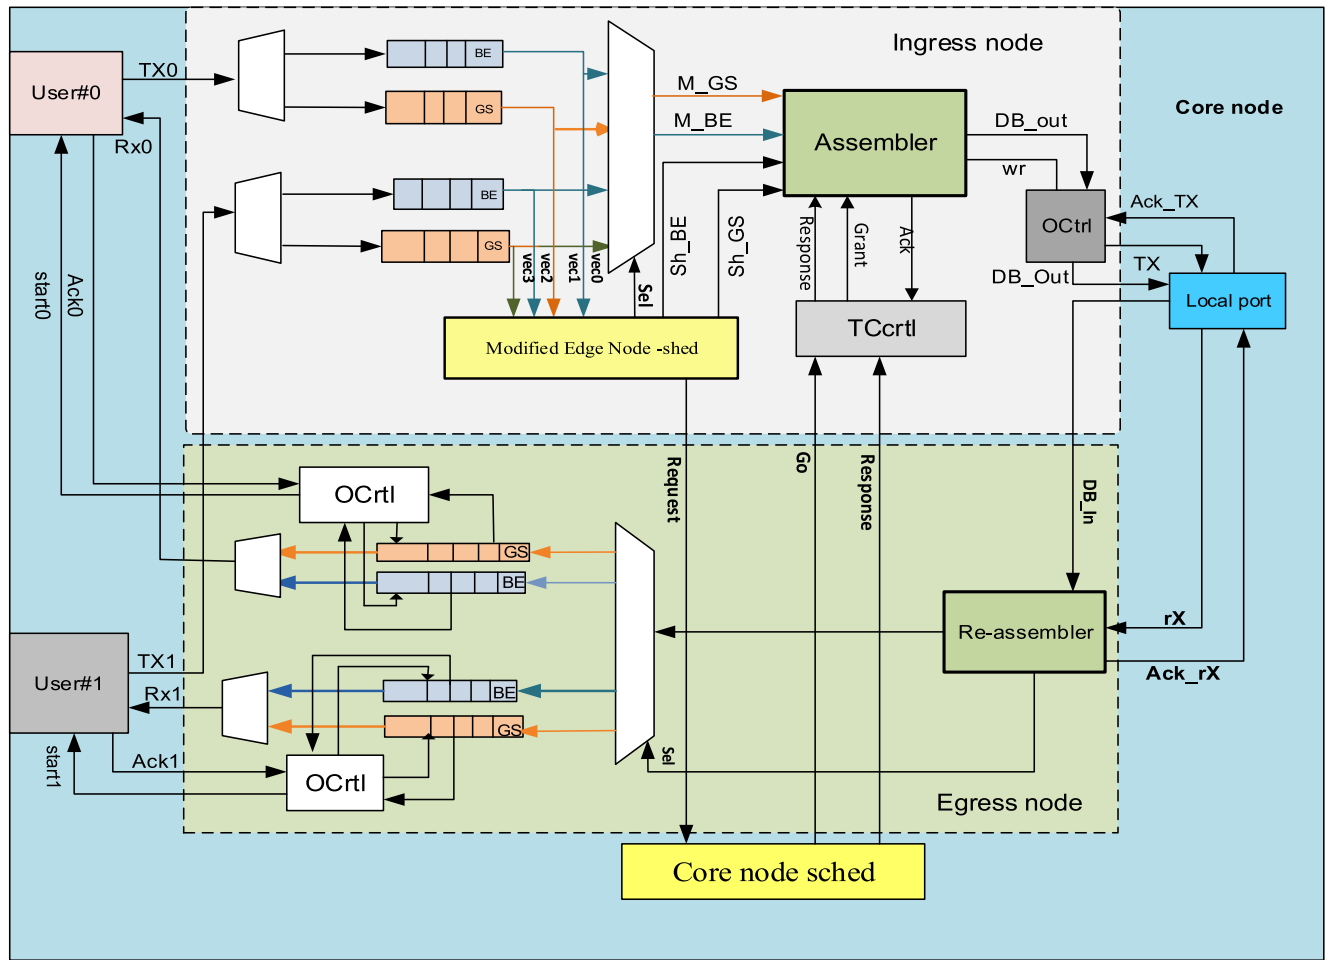 Ingress node
Core node
User#0
TX0
Rx0
BE
GS
BE
GS
M_GS
M_BE
Assembler
DB_out
wr
Ack_TX
OCtrl
TX
DB_Out
Local port
Response
Grant
Ack
TCcrtl
Sh_BE
Sh_GS
Sel
vec3
vec2
vec1
vec0
Modified Edge Node -shed
start0
Ack0
Request
Go
Response
DB_In
OCrtl
GS
BE
Re-assembler
rX
Ack_rX
User#1
TX1
Rx1
BE
GS
Sel
start1
Ack1
OCrtl
Egress node
Core node sched